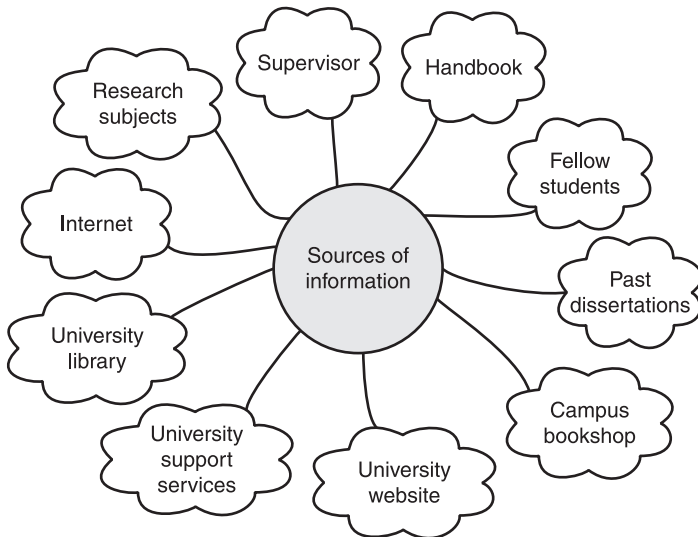 Supervisor
Handbook
Research
subjects
Fellow
students
Internet
Sources of
information
Past
dissertations
University
library
Campus
bookshop
University
support
services
University
website